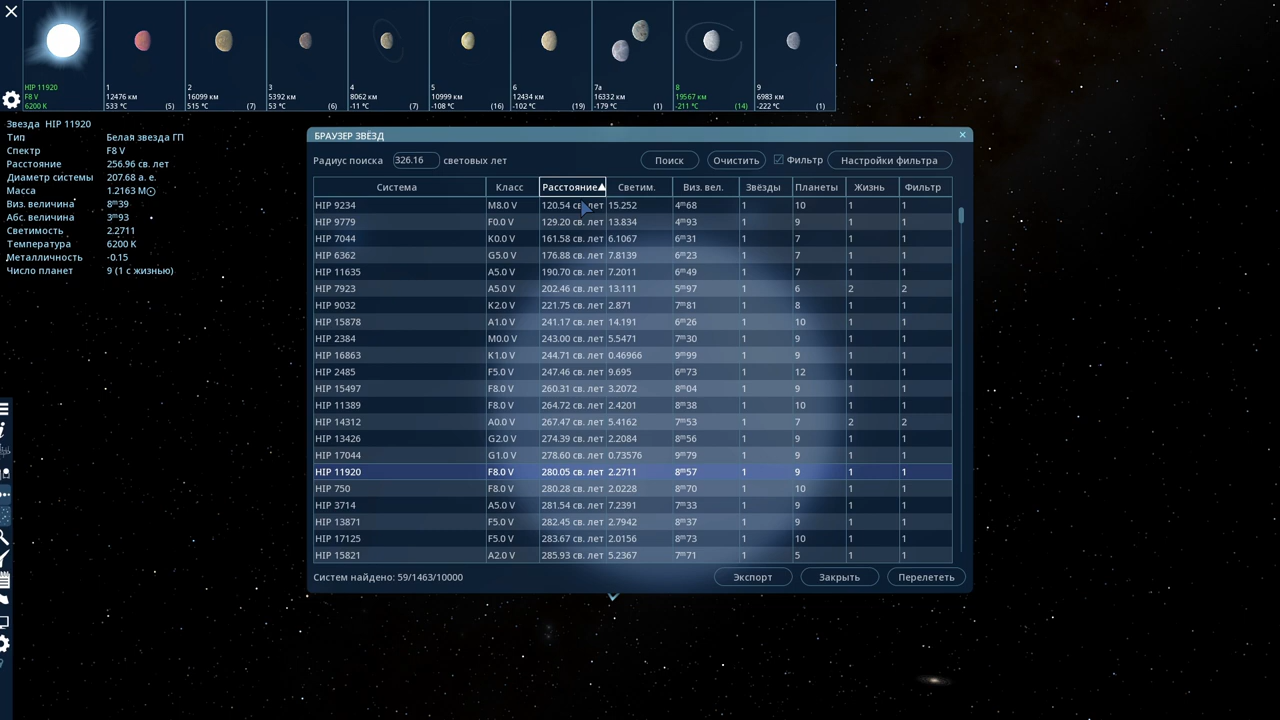 HIP 11920
F8 V
6200 K
1
12476 км
533 °C (5)
2
16099 км
515 °C (7)
3
5392 км
53 °C (6)
4
8062 км
-11 °C (7)
5
10999 км
-108 °C (16)
6
12434 км
-102 °C (19)
7a
16332 км
-179 °C (1)
8
19567 км
-211 °C (14)
9
6983 км
-222 °C (1)
Звезда HIP 11920
Тип Белая звезда ГП
Спектр F8 V
Расстояние 256.96 св. лет
Диаметр системы 207.68 а. е.
Масса 1.2163 M☉
Виз. величина 8ᵐ39
Абс. величина 3ᵐ93
Светимость 2.2711
Температура 6200 K
Металличность -0.15
Число планет 9 (1 с жизнью)
БРАУЗЕР ЗВЁЗД
Радиус поиска 326.16 световых лет Поиск Очистить Фильтр Настройки фильтра
Система Класс Расстояние▲ Светим. Виз. вел. Звёзды Планеты Жизнь Фильтр
HIP 9234 M8.0 V 120.54 св. лет 15.252 4ᵐ68 1 10 1 1
HIP 9779 F0.0 V 129.20 св. лет 13.834 4ᵐ93 1 9 1 1
HIP 7044 K0.0 V 161.58 св. лет 6.1067 6ᵐ31 1 7 1 1
HIP 6362 G5.0 V 176.88 св. лет 7.8139 6ᵐ23 1 7 1 1
HIP 11635 A5.0 V 190.70 св. лет 7.2011 6ᵐ49 1 7 1 1
HIP 7923 A5.0 V 202.46 св. лет 13.111 5ᵐ97 1 6 2 2
HIP 9032 K2.0 V 221.75 св. лет 2.871 7ᵐ81 1 8 1 1
HIP 15878 A1.0 V 241.17 св. лет 14.191 6ᵐ26 1 10 1 1
HIP 2384 M0.0 V 243.00 св. лет 5.5471 7ᵐ30 1 9 1 1
HIP 16863 K1.0 V 244.71 св. лет 0.46966 9ᵐ99 1 9 1 1
HIP 2485 F5.0 V 247.46 св. лет 9.695 6ᵐ73 1 12 1 1
HIP 15497 F8.0 V 260.31 св. лет 3.2072 8ᵐ04 1 9 1 1
HIP 11389 F8.0 V 264.72 св. лет 2.4201 8ᵐ38 1 10 1 1
HIP 14312 A0.0 V 267.47 св. лет 5.4162 7ᵐ53 1 7 2 2
HIP 13426 G2.0 V 274.39 св. лет 2.2084 8ᵐ56 1 9 1 1
HIP 17044 G1.0 V 278.60 св. лет 0.73576 9ᵐ79 1 9 1 1
HIP 11920 F8.0 V 280.05 св. лет 2.2711 8ᵐ57 1 9 1 1
HIP 750 F8.0 V 280.28 св. лет 2.0228 8ᵐ70 1 10 1 1
HIP 3714 A5.0 V 281.54 св. лет 7.2391 7ᵐ33 1 9 1 1
HIP 13871 F5.0 V 282.45 св. лет 2.7942 8ᵐ37 1 9 1 1
HIP 17125 F5.0 V 283.67 св. лет 2.0156 8ᵐ73 1 10 1 1
HIP 15821 A2.0 V 285.93 св. лет 5.2367 7ᵐ71 1 5 1 1
Систем найдено: 59/1463/10000 Экспорт Закрыть Перелететь